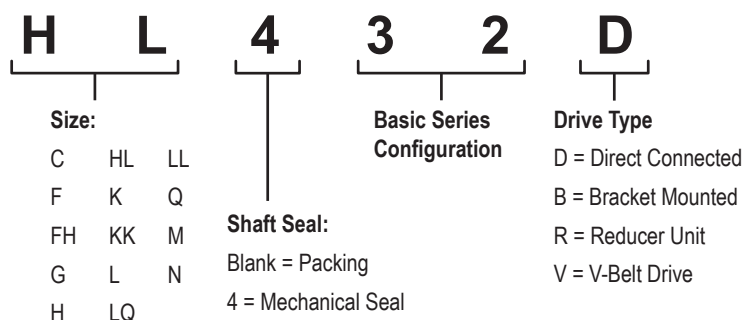 H L 4 3 2 D
Size:
C HL LL
F K Q
FH KK M
G L N
H LQ
Shaft Seal:
Blank = Packing
4 = Mechanical Seal
Basic Series
Configuration
Drive Type
D = Direct Connected
B = Bracket Mounted
R = Reducer Unit
V = V-Belt Drive